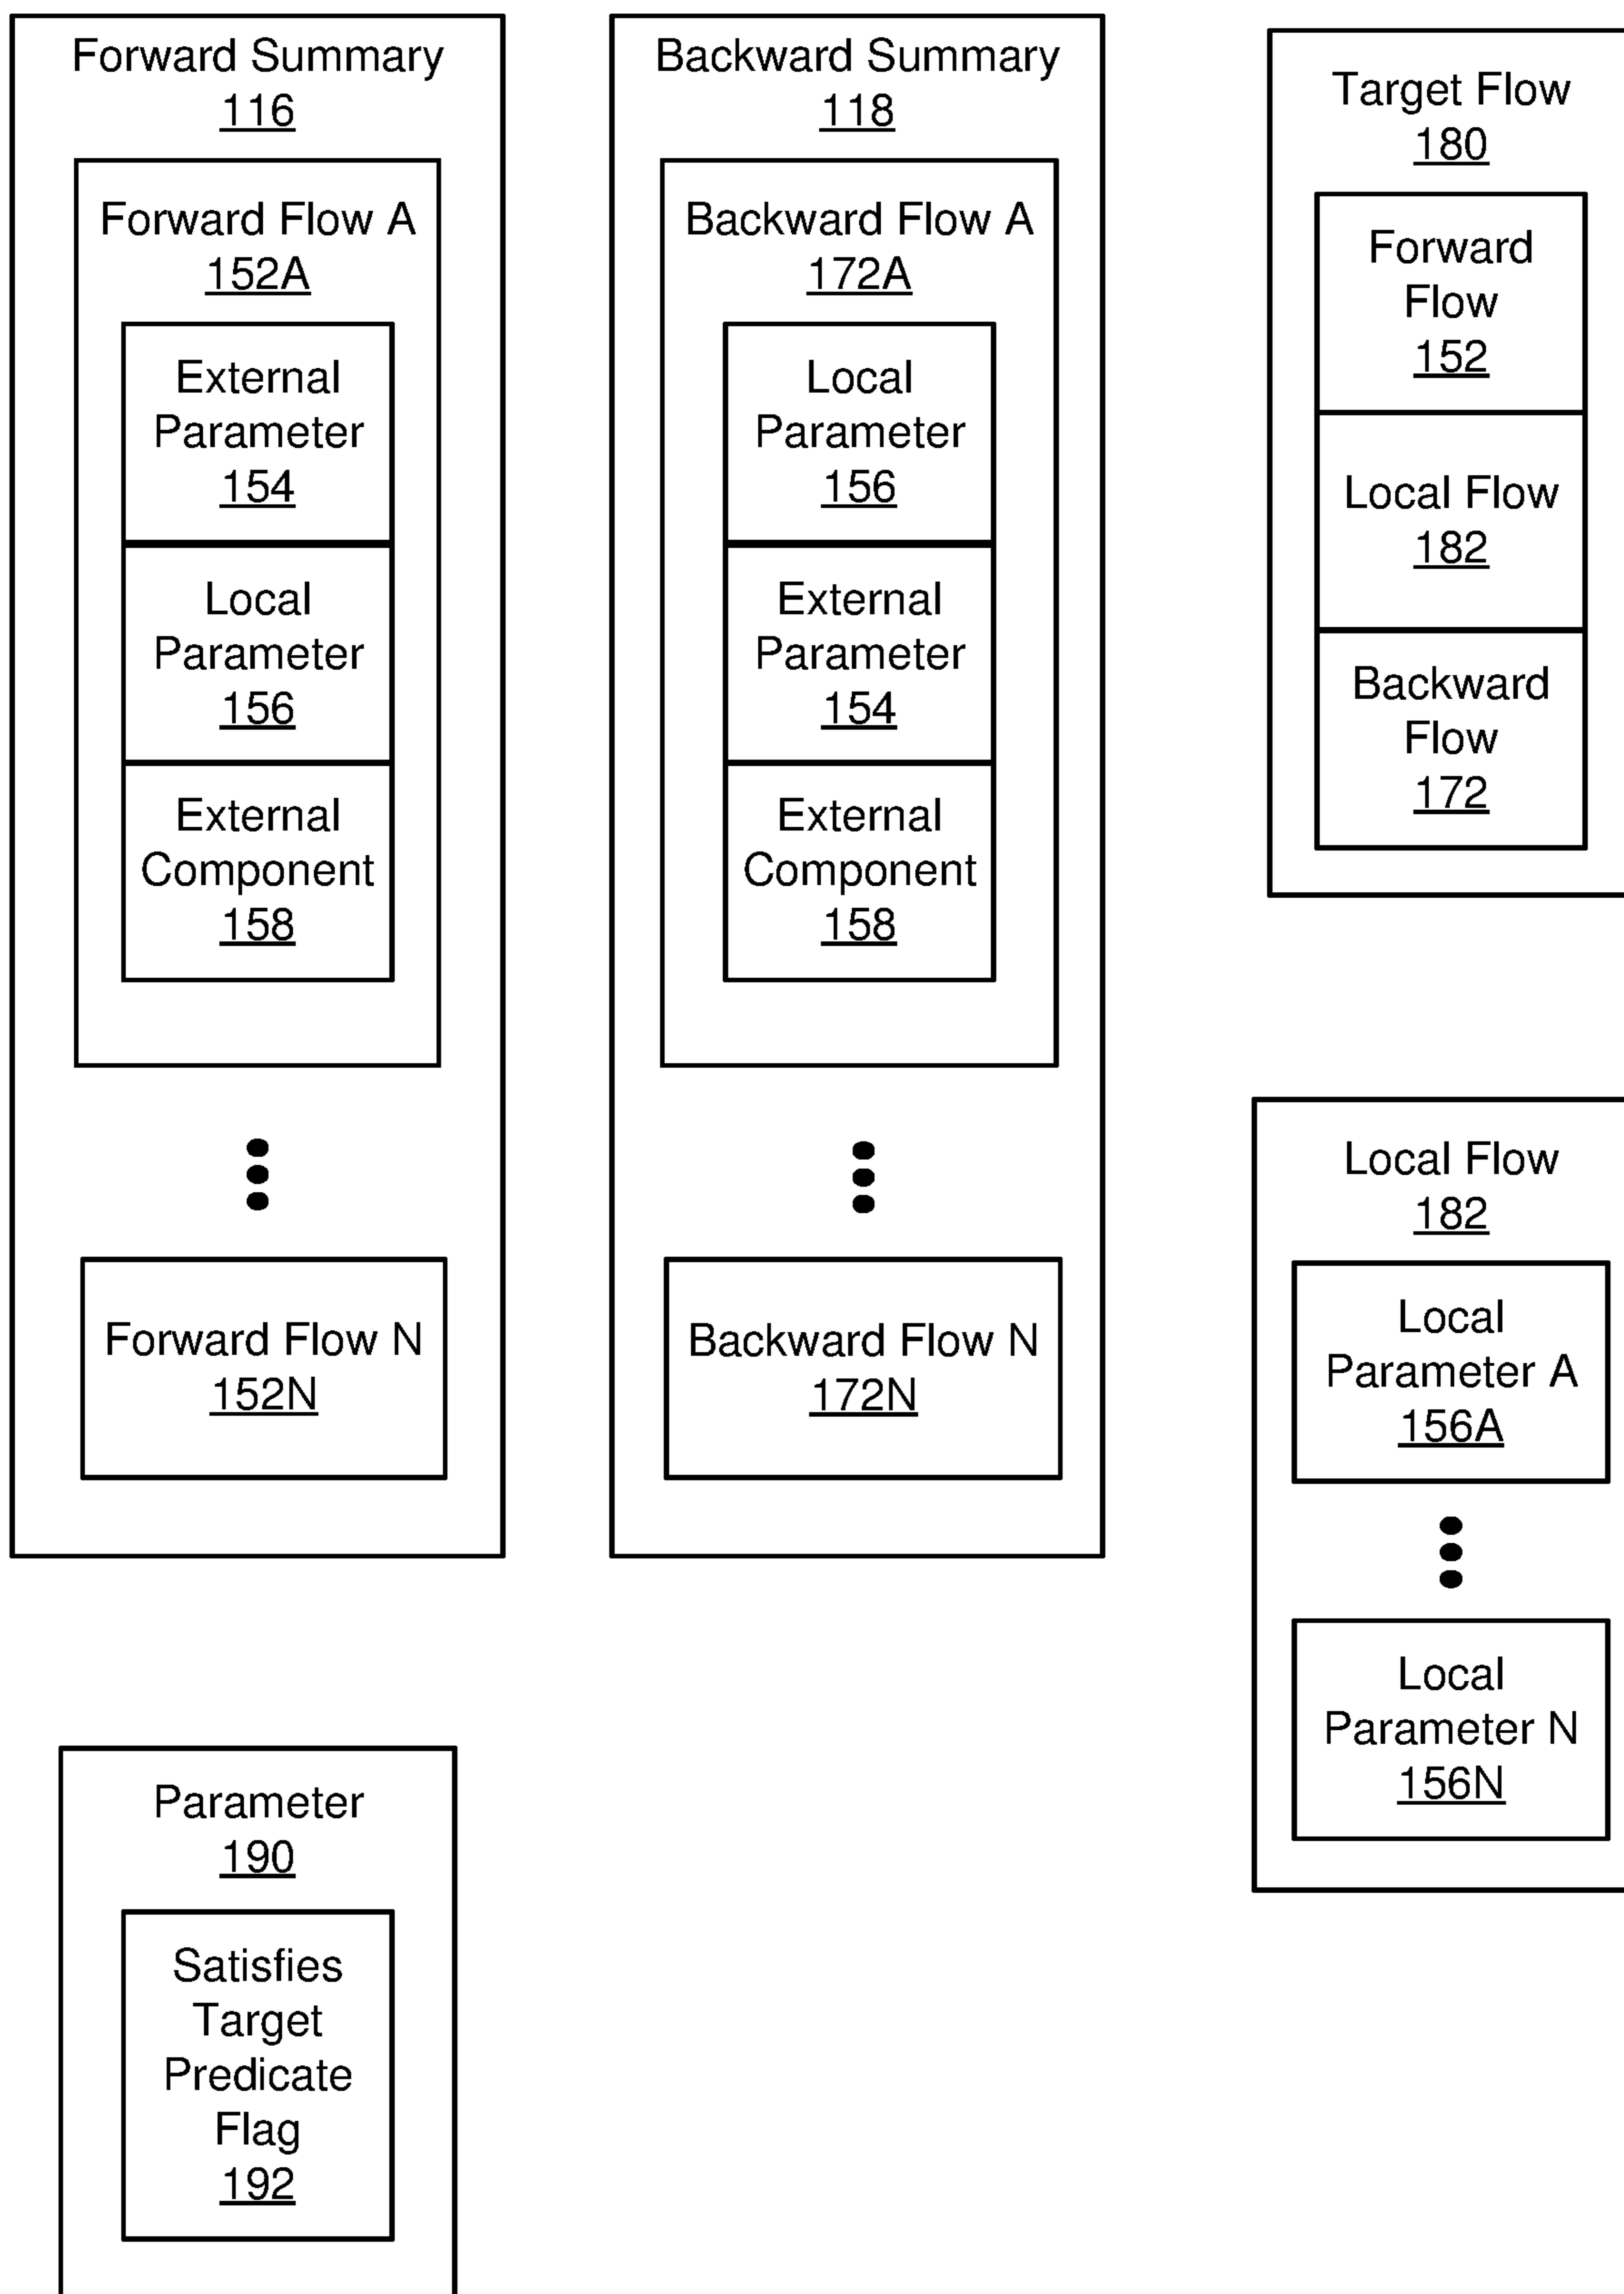 Forward Summary
116
Forward Flow A
152A
External
Parameter
154
Local
Parameter
156
External
Component
158
Forward Flow N
152N
Backward Summary
118
Backward Flow A
172A
Local
Parameter
156
External
Parameter
154
External
Component
158
Backward Flow N
172N
Target Flow
180
Forward
Flow
152
Local Flow
182
Backward
Flow
172
Local Flow
182
Local
Parameter A
156A
Local
Parameter N
156N
Parameter
190
Satisfies
Target
Predicate
Flag
192